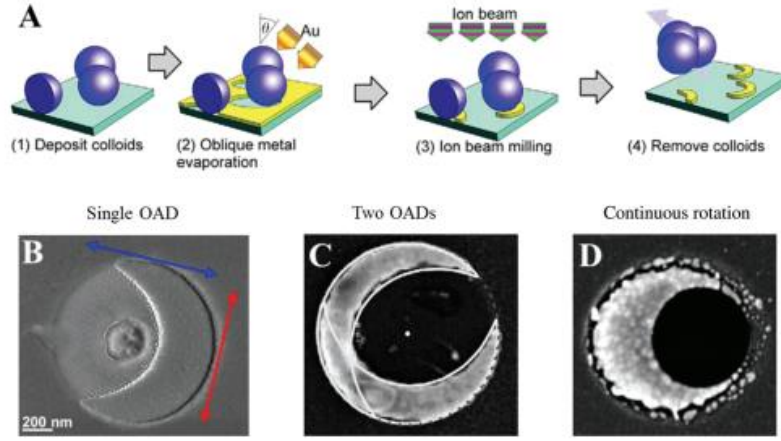 A
θ
Au
Ion beam
(1) Deposit colloids
(2) Oblique metal
evaporation
(3) Ion beam milling
(4) Remove colloids
Single OAD
Two OADs
Continuous rotation
B
C
D
200 nm